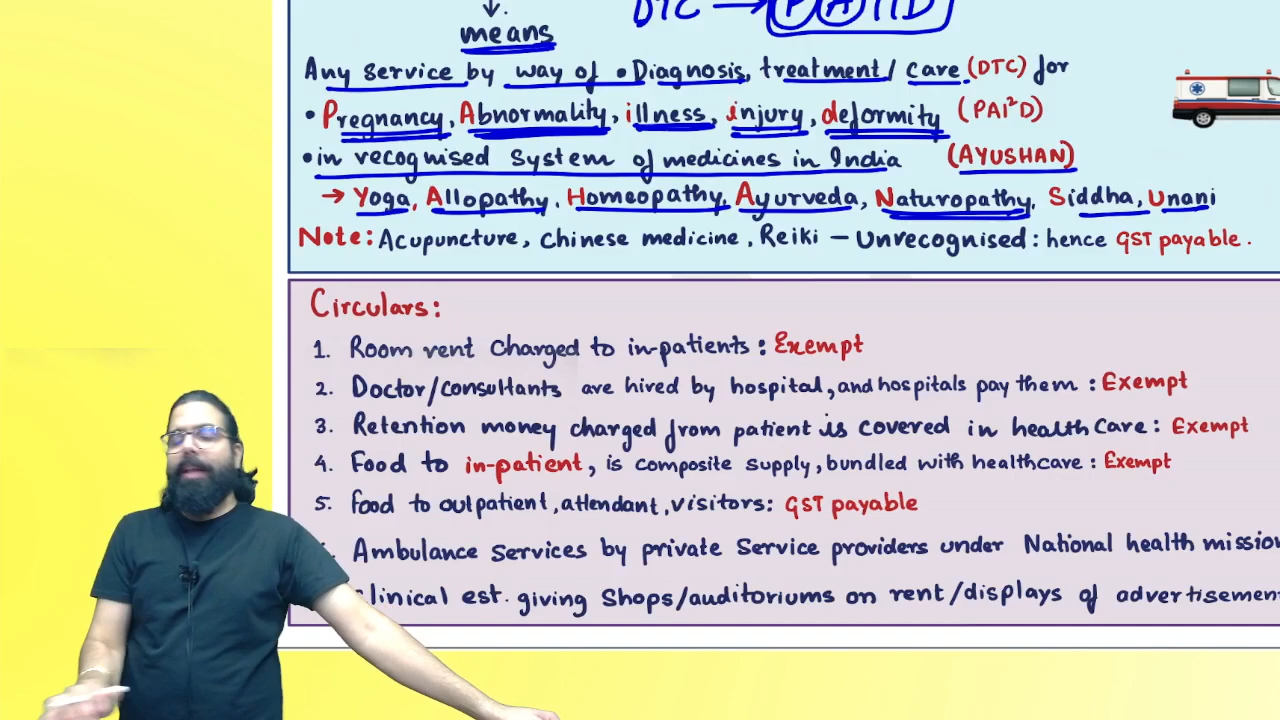 means
Any service by way of • Diagnosis, treatment/ care (DTC) for
• Pregnancy, Abnormality, illness, injury, deformity (PAI²D)
• in recognised system of medicines in India (AYUSHAN)
→ Yoga, Allopathy, Homeopathy, Ayurveda, Naturopathy, Siddha, Unani
Note: Acupuncture, Chinese medicine, Reiki – Unrecognised: hence GST payable.
Circulars:
1. Room rent Charged to in-patients: Exempt
2. Doctor/consultants are hired by hospital, and hospitals pay them: Exempt
3. Retention money charged from patient is covered in health care: Exempt
4. Food to in-patient, is composite supply, bundled with healthcare: Exempt
5. Food to outpatient, attendant, visitors: GST payable
Ambulance services by private Service providers under National health mission
linical est. giving Shops/auditoriums on rent/displays of advertisemen